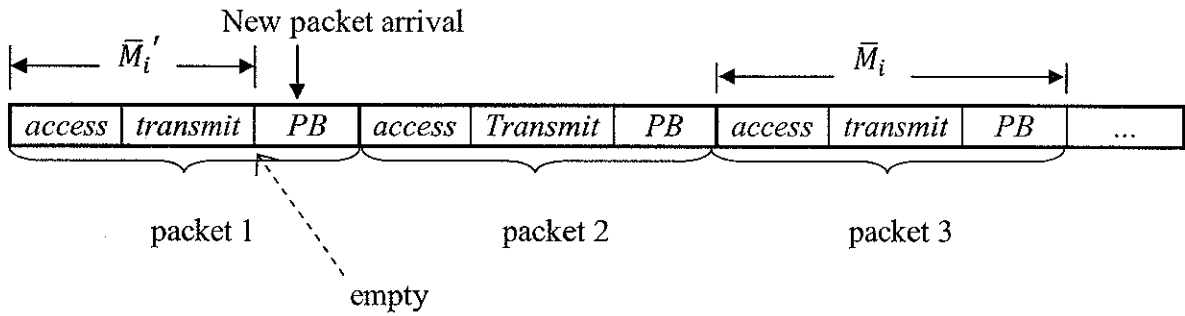 New packet arrival
M̄ᵢ′
M̄ᵢ
access transmit PB access Transmit PB access transmit PB ...
packet 1 packet 2 packet 3
empty